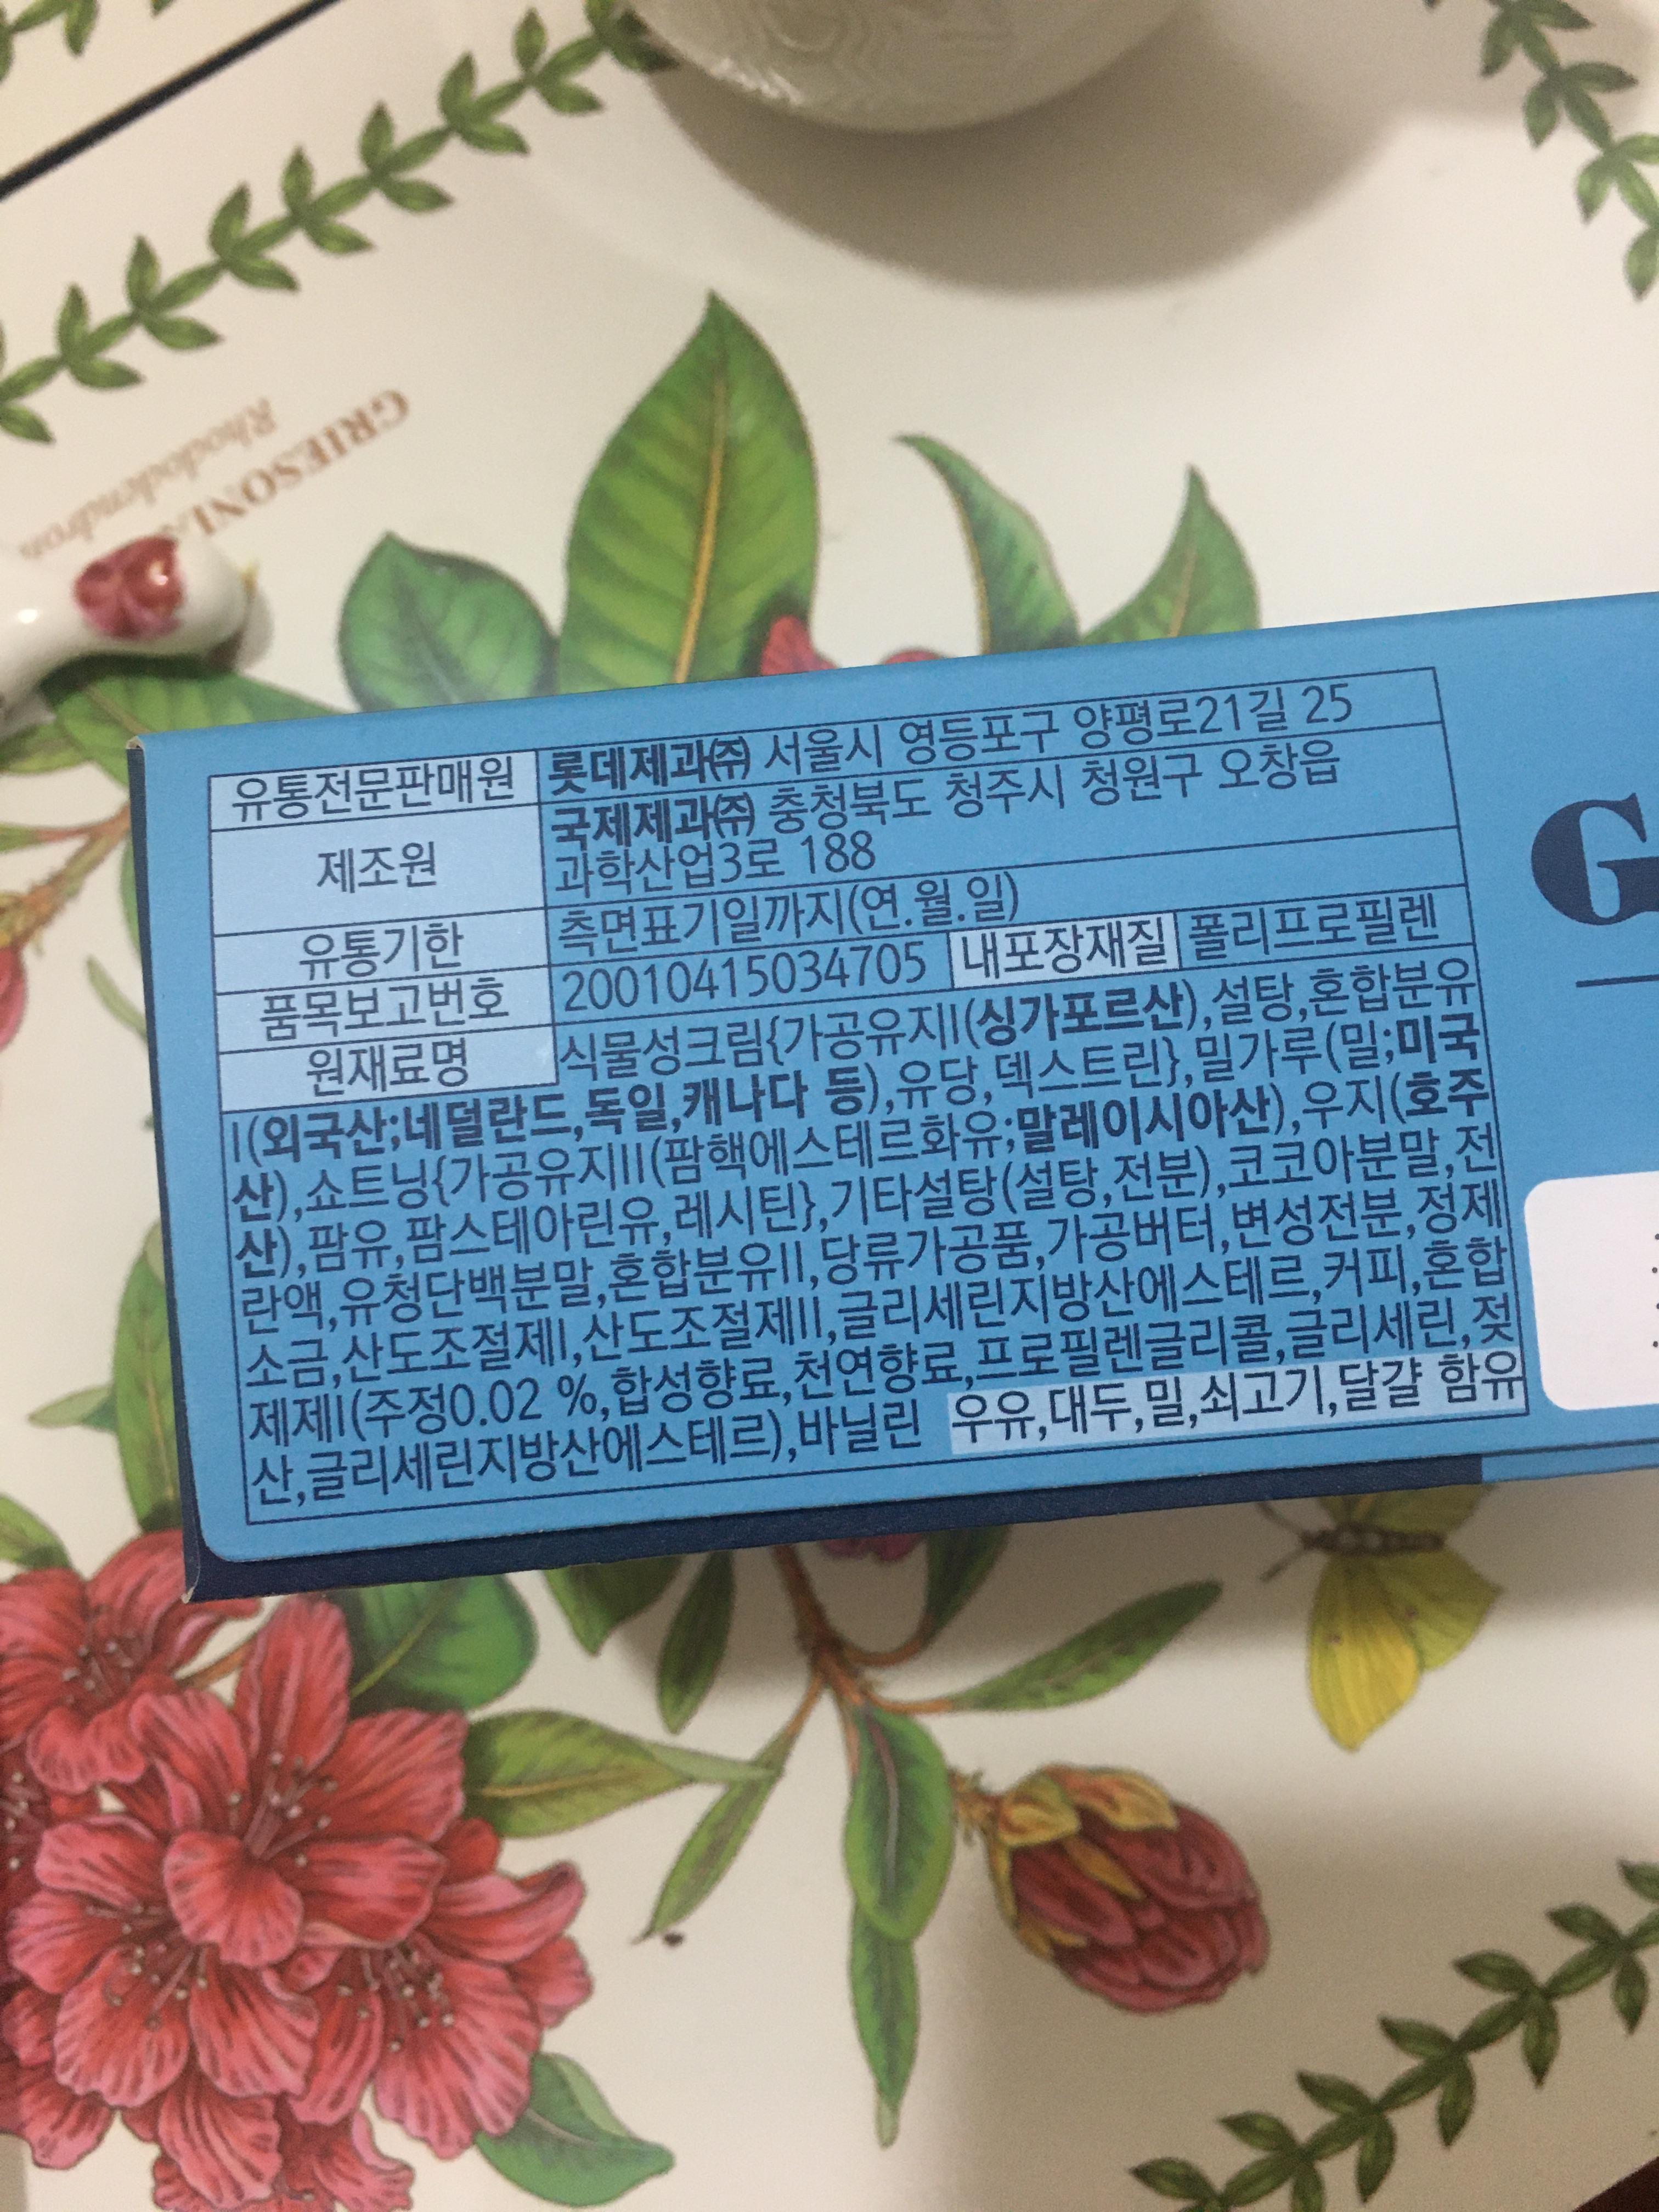 GRIESONI
Rhododendron
유통전문판매원 롯데제과㈜ 서울시 영등포구 양평로21길 25
제조원 국제제과㈜ 충청북도 청주시 청원구 오창읍
과학산업3로 188
유통기한 측면표기일까지(연.월.일)
품목보고번호 20010415034705 내포장재질 폴리프로필렌
원재료명 식물성크림{가공유지I(싱가포르산),설탕,혼합분유
I(외국산;네덜란드,독일,캐나다 등),유당,덱스트린},밀가루(밀;미국
산),쇼트닝{가공유지II(팜핵에스테르화유;말레이시아산),우지(호주
산),팜유,팜스테아린유,레시틴},기타설탕(설탕,전분),코코아분말,전
란액,유청단백분말,혼합분유II,당류가공품,가공버터,변성전분,정제
소금,산도조절제I,산도조절제II,글리세린지방산에스테르,커피,혼합
제제I(주정0.02 %,합성향료,천연향료,프로필렌글리콜,글리세린,젖
산,글리세린지방산에스테르),바닐린 우유,대두,밀,쇠고기,달걀 함유
G